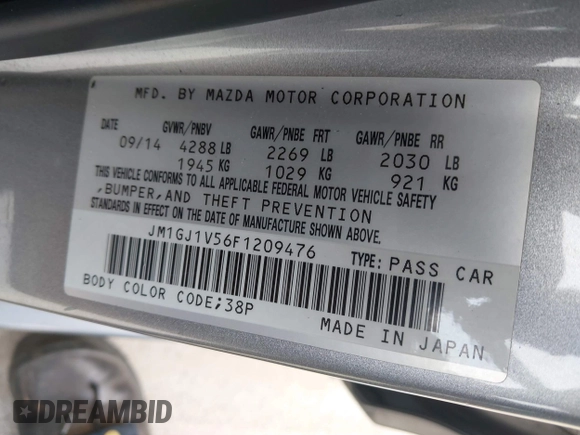 MFD. BY MAZDA MOTOR CORPORATION
DATE GVWR/PNBV GAWR/PNBE FRT GAWR/PNBE RR
09/14 4288 LB 2269 LB 2030 LB
1945 KG 1029 KG 921 KG
THIS VEHICLE CONFORMS TO ALL APPLICABLE FEDERAL MOTOR VEHICLE SAFETY
,BUMPER,AND THEFT PREVENTION
STANDARDS IN EFFECT ON THE DATE OF MANUFACTURE SHOWN ABOVE.
JM1GJ1V56F1209476 TYPE: PASS CAR
BODY COLOR CODE;38P
MADE IN JAPAN
DREAMBID